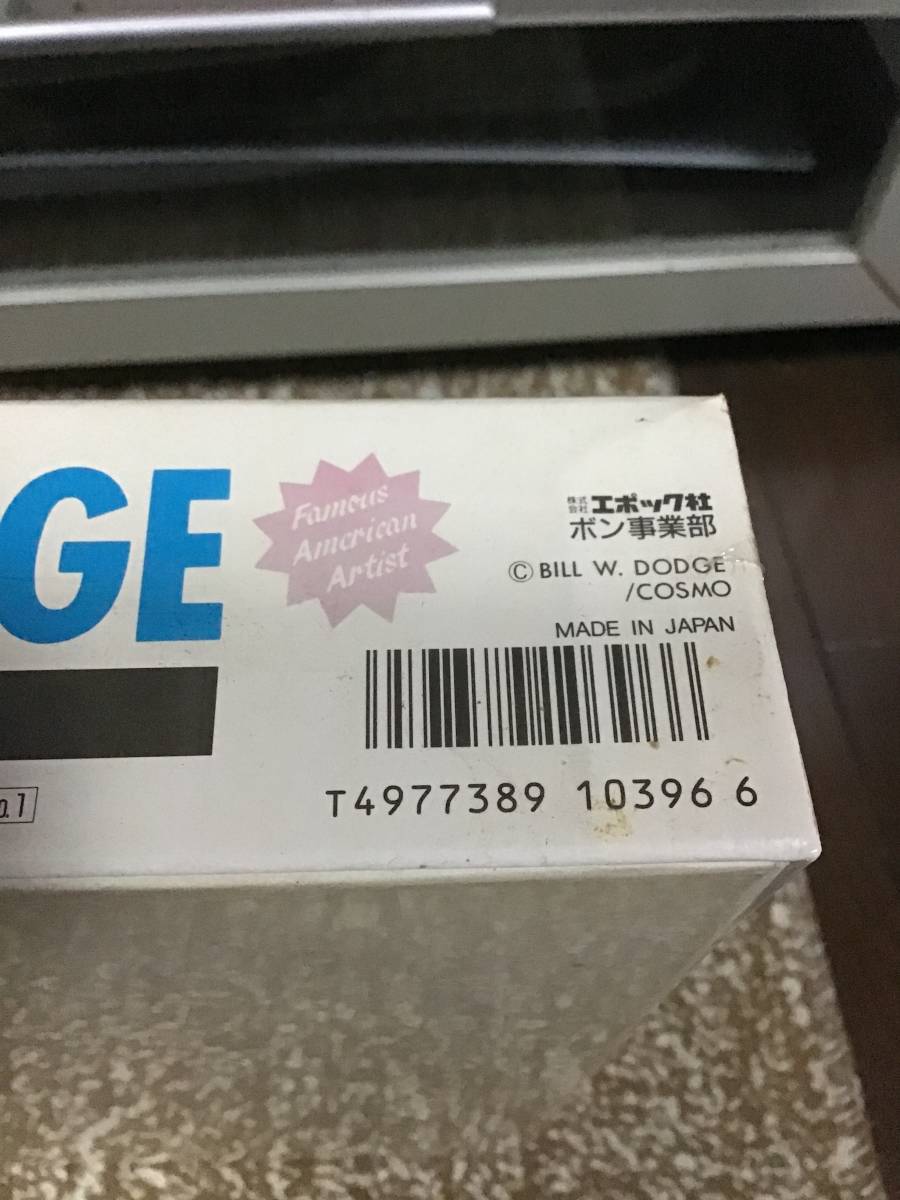 GE
Famous
American
Artist
株式会社エポック社
ボン事業部
© BILL W. DODGE
/COSMO
MADE IN JAPAN
T4977389 10396 6
o.1